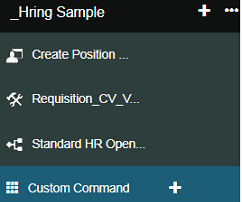 _Hring Sample
Create Position ...
Requisition_CV_V...
Standard HR Open...
Custom Command